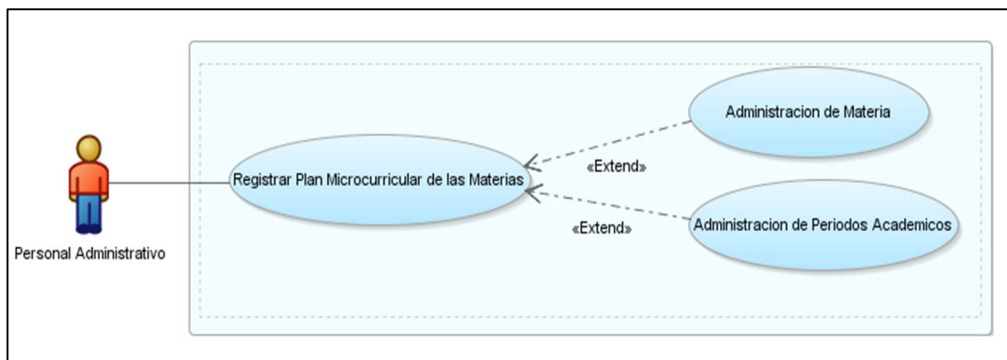 Administracion de Materia
«Extend»
Registrar Plan Microcurricular de las Materias
«Extend»
Administracion de Periodos Academicos
Personal Administrativo